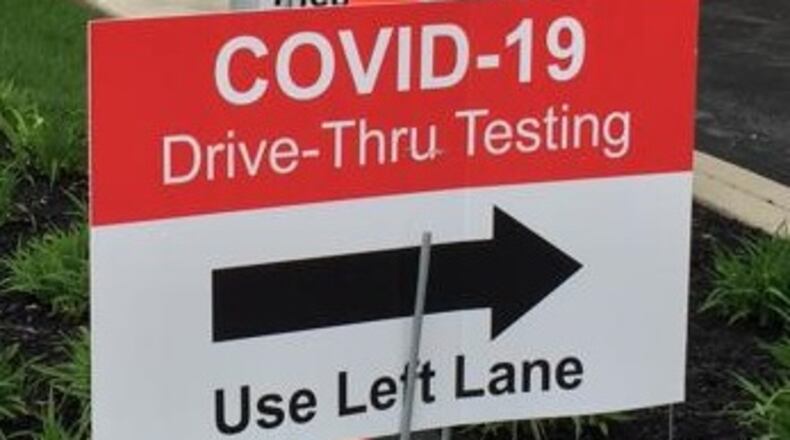 COVID-19
Drive-Thru Testing
Use Left Lane